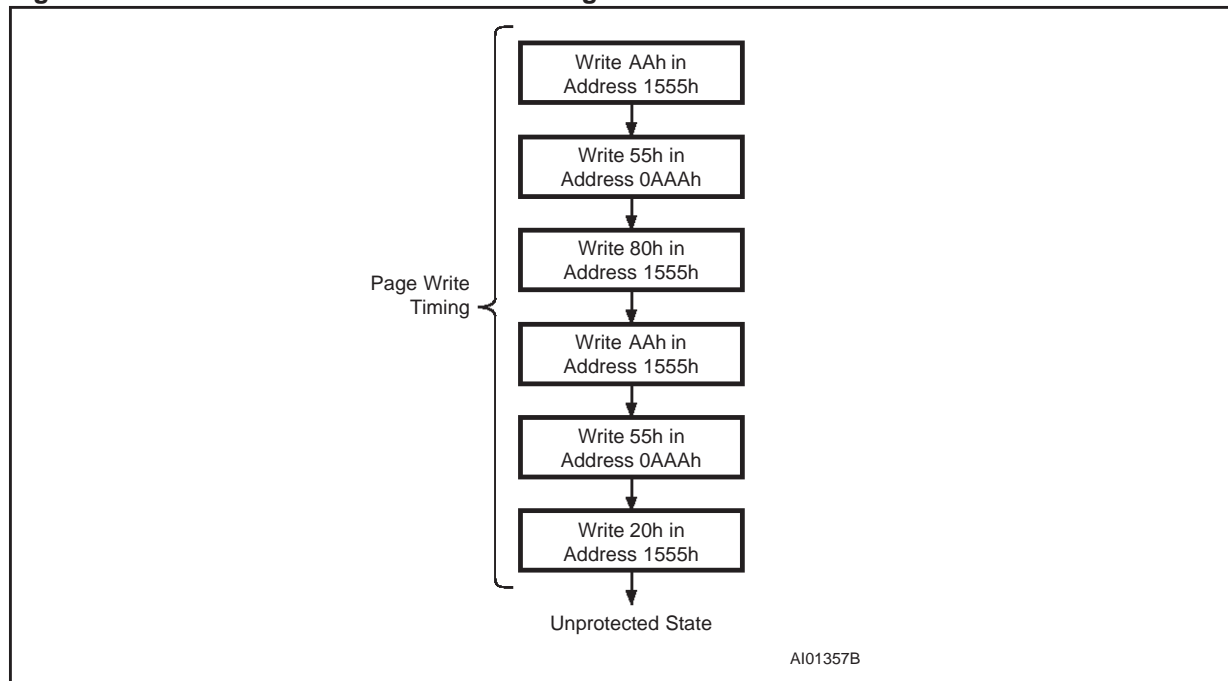 Write AAh in
Address 1555h
Write 55h in
Address 0AAAh
Write 80h in
Address 1555h
Page Write
Timing
Write AAh in
Address 1555h
Write 55h in
Address 0AAAh
Write 20h in
Address 1555h
Unprotected State
AI01357B